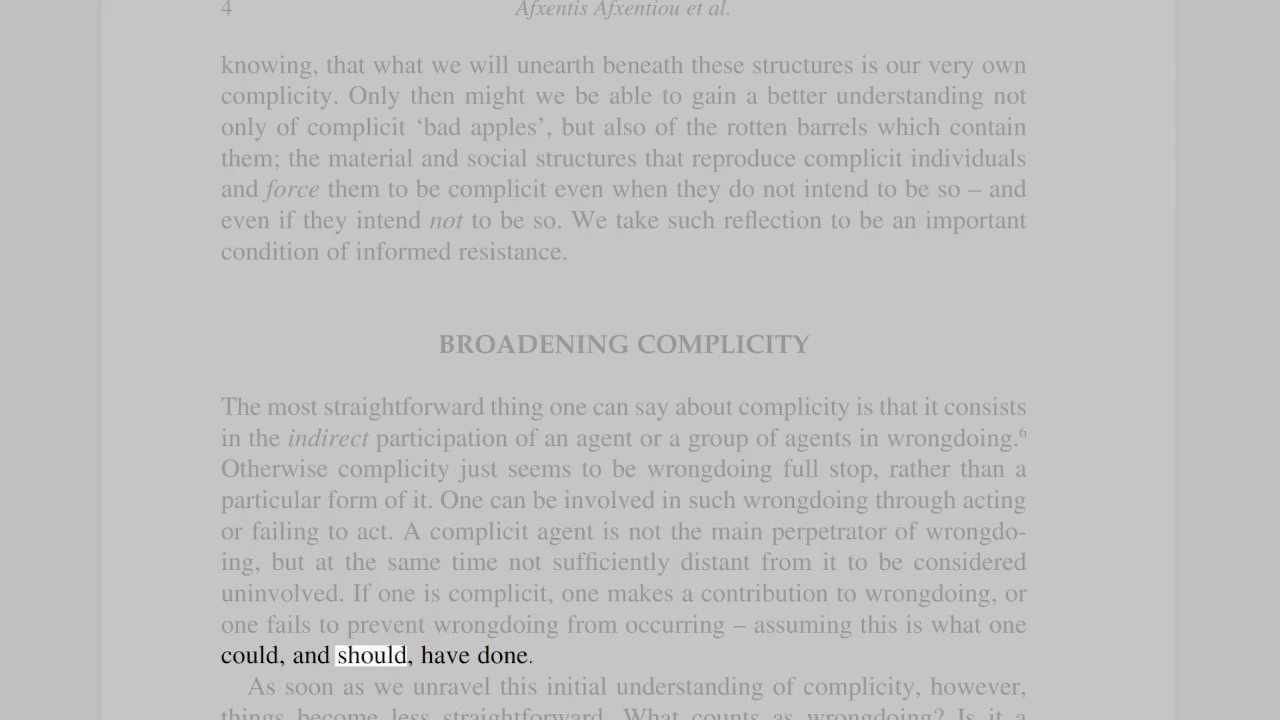 4 Afxentis Afxentiou et al.
knowing, that what we will unearth beneath these structures is our very own
complicity. Only then might we be able to gain a better understanding not
only of complicit ‘bad apples’, but also of the rotten barrels which contain
them; the material and social structures that reproduce complicit individuals
and force them to be complicit even when they do not intend to be so – and
even if they intend not to be so. We take such reflection to be an important
condition of informed resistance.
BROADENING COMPLICITY
The most straightforward thing one can say about complicity is that it consists
in the indirect participation of an agent or a group of agents in wrongdoing.⁶
Otherwise complicity just seems to be wrongdoing full stop, rather than a
particular form of it. One can be involved in such wrongdoing through acting
or failing to act. A complicit agent is not the main perpetrator of wrongdo-
ing, but at the same time not sufficiently distant from it to be considered
uninvolved. If one is complicit, one makes a contribution to wrongdoing, or
one fails to prevent wrongdoing from occurring – assuming this is what one
could, and should, have done.
As soon as we unravel this initial understanding of complicity, however,
things become less straightforward. What counts as wrongdoing? Is it a